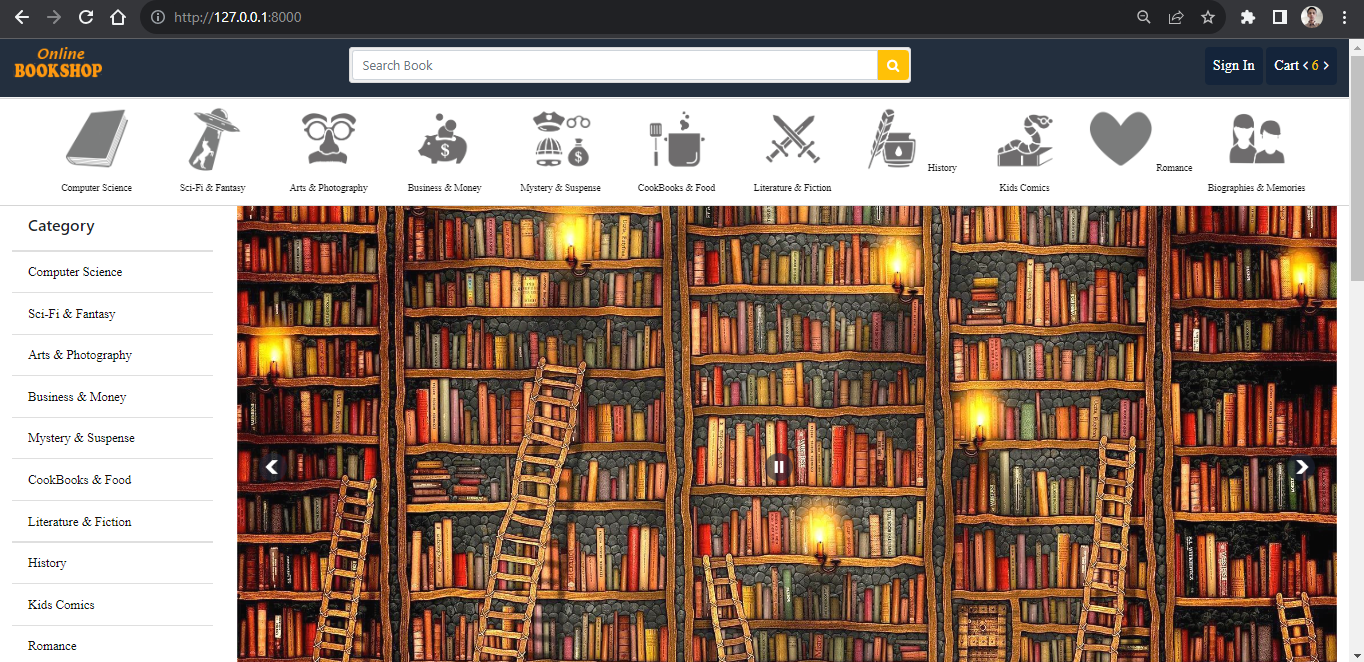 http://127.0.0.1:8000
Online
BOOKSHOP
Search Book
Sign In
Cart < 6 >
Computer Science
Sci-Fi & Fantasy
Arts & Photography
Business & Money
Mystery & Suspense
CookBooks & Food
Literature & Fiction
History
Kids Comics
Romance
Biographies & Memories
Category
Computer Science
Sci-Fi & Fantasy
Arts & Photography
Business & Money
Mystery & Suspense
CookBooks & Food
Literature & Fiction
History
Kids Comics
Romance